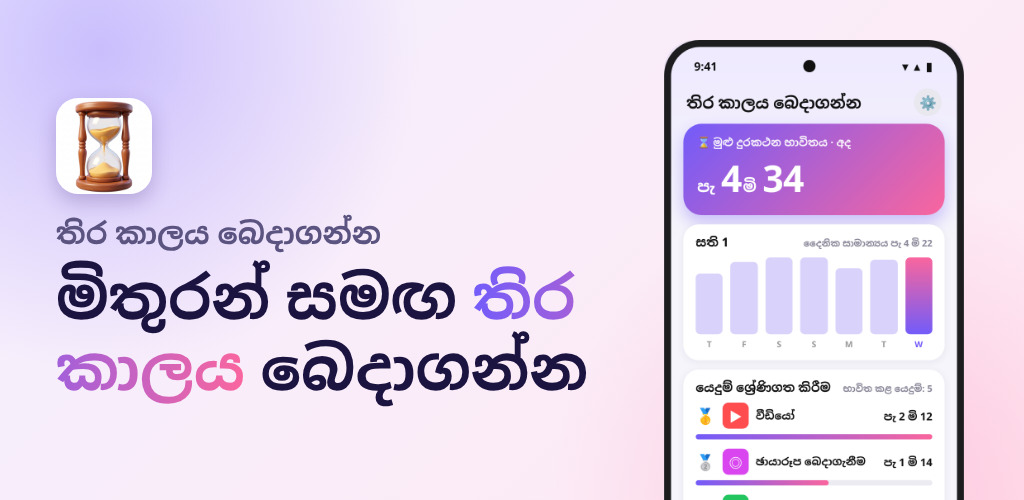 තිර කාලය බෙදාගන්න
මිතුරන් සමඟ තිර
කාලය බෙදාගන්න
9:41
තිර කාලය බෙදාගන්න
මුළු දුරකථන භාවිතය · අද
පැ 4මි 34
සති 1
දෛනික සාමාන්‍යය පැ 4 මි 22
T F S S M T W
යෙදුම් ශ්‍රේණිගත කිරීම
භාවිත කළ යෙදුම්: 5
වීඩියෝ
පැ 2 මි 12
ඡායාරූප බෙදාගැනීම
පැ 1 මි 14